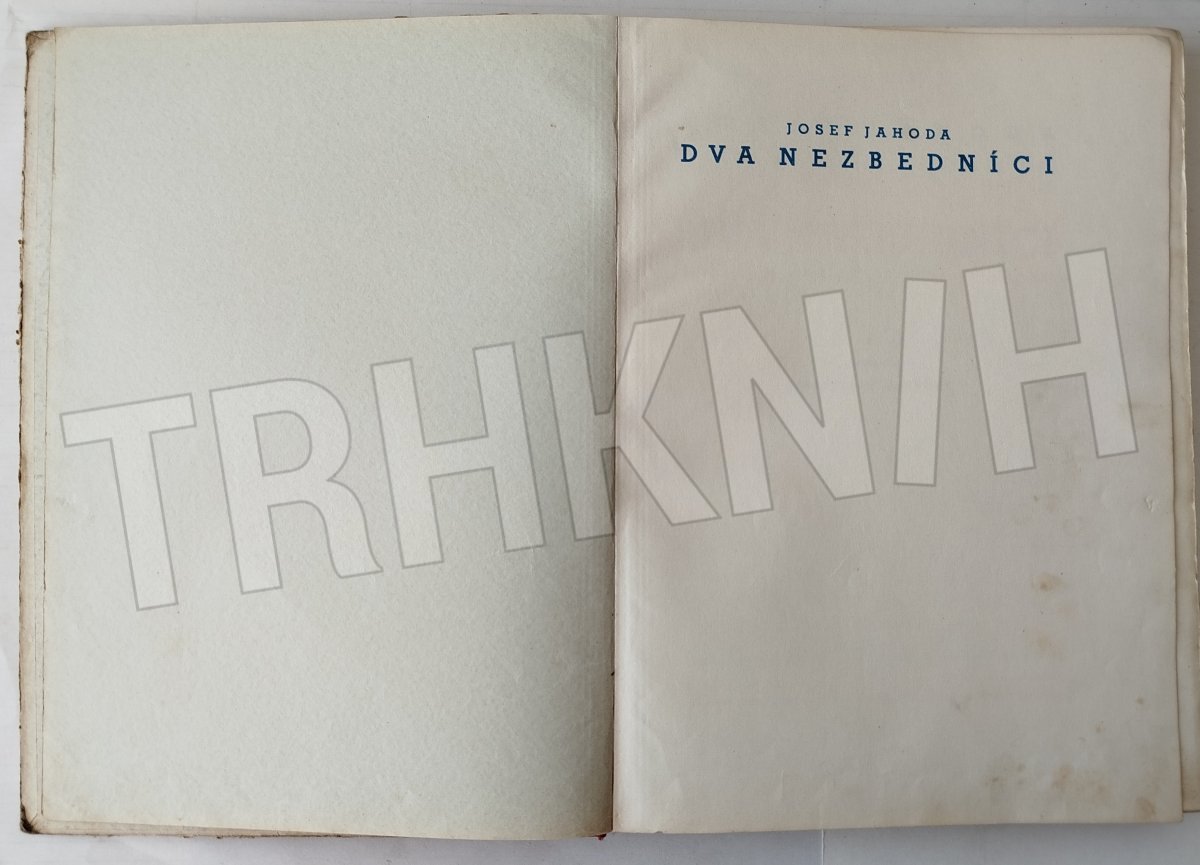 JOSEF JAHODA
DVA NEZBEDNÍCI
TRHKNIH